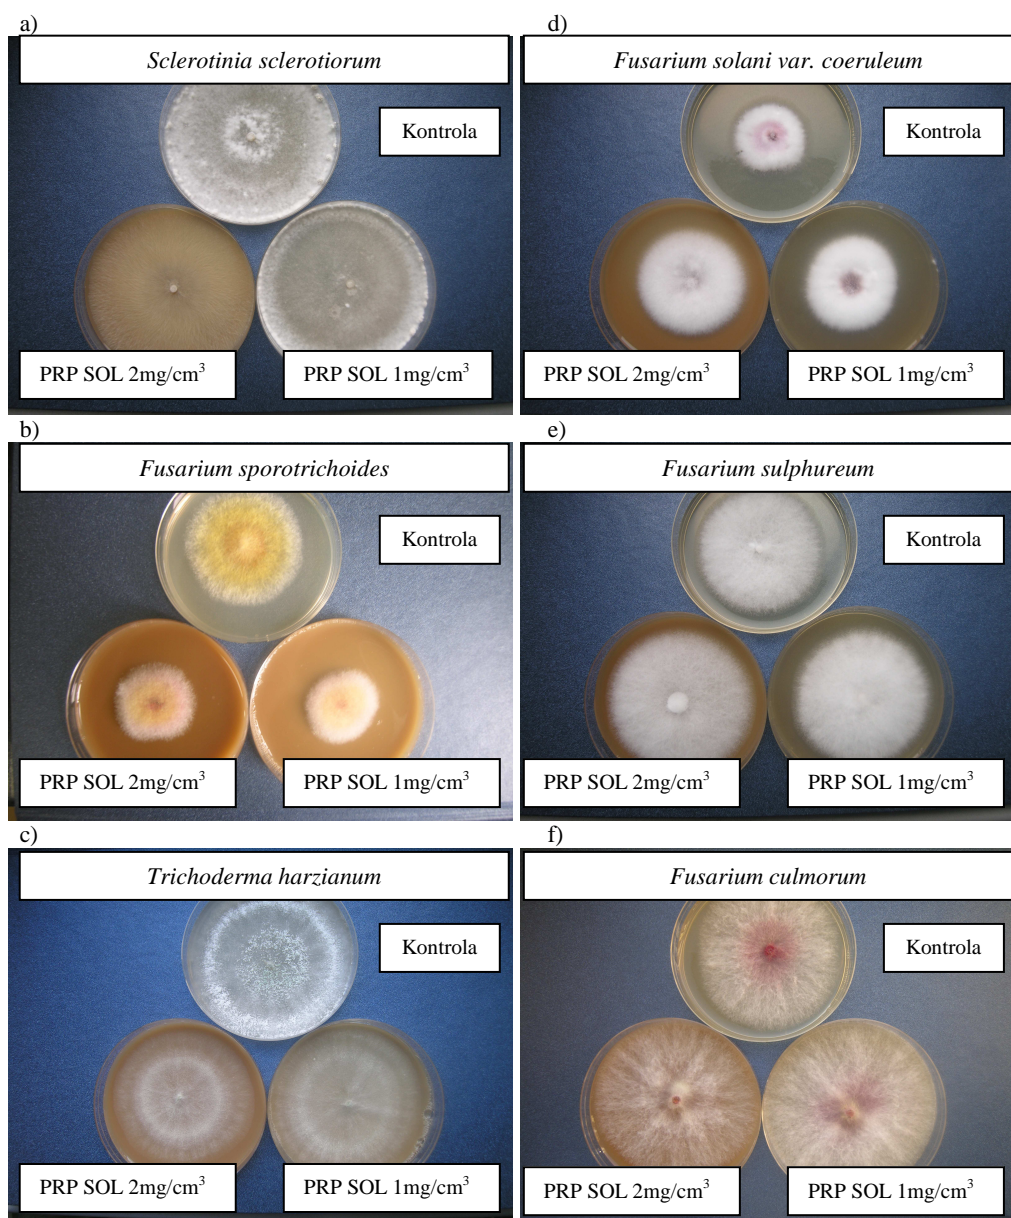 a)
Sclerotinia sclerotiorum
Kontrola
PRP SOL 2mg/cm³
PRP SOL 1mg/cm³
b)
Fusarium sporotrichoides
Kontrola
PRP SOL 2mg/cm³
PRP SOL 1mg/cm³
c)
Trichoderma harzianum
Kontrola
PRP SOL 2mg/cm³
PRP SOL 1mg/cm³
d)
Fusarium solani var. coeruleum
Kontrola
PRP SOL 2mg/cm³
PRP SOL 1mg/cm³
e)
Fusarium sulphureum
Kontrola
PRP SOL 2mg/cm³
PRP SOL 1mg/cm³
f)
Fusarium culmorum
Kontrola
PRP SOL 2mg/cm³
PRP SOL 1mg/cm³